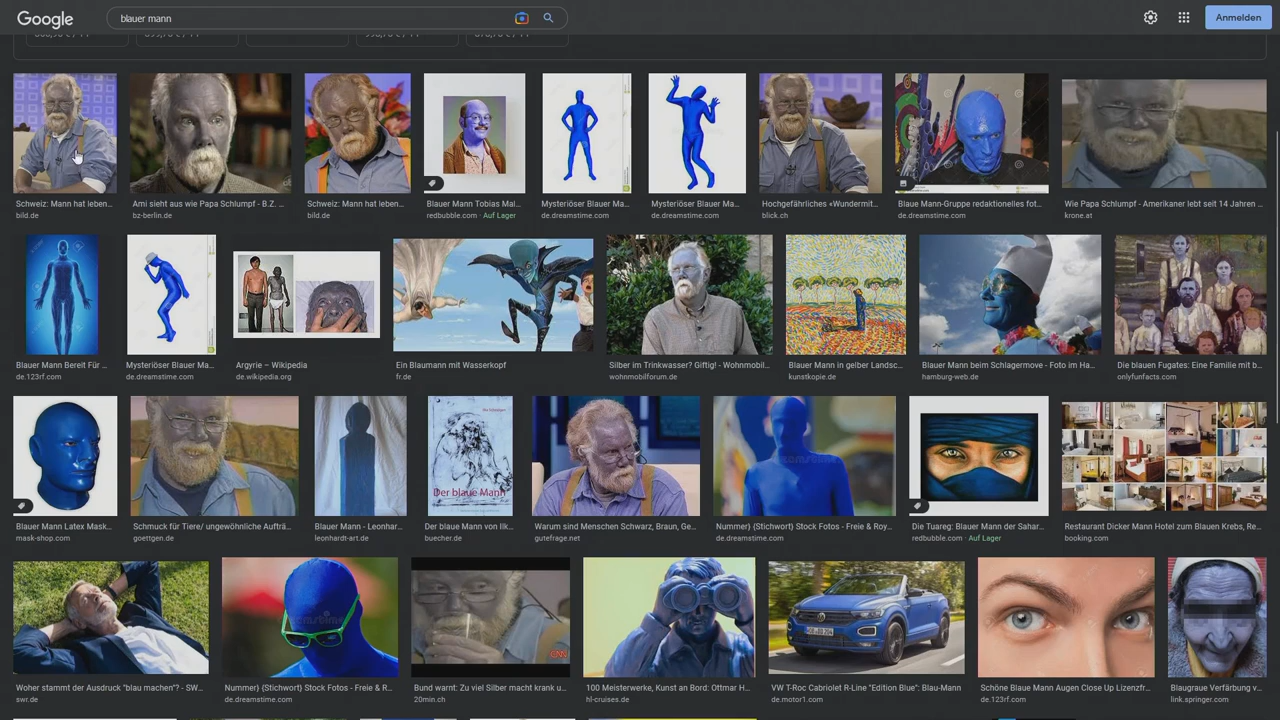 Google
blauer mann
Anmelden
Schweiz: Mann hat leben...
bild.de
Ami sieht aus wie Papa Schlumpf - B.Z. ...
bz-berlin.de
Schweiz: Mann hat leben...
bild.de
Blauer Mann Tobias Mal...
redbubble.com · Auf Lager
Mysteriöser Blauer Ma...
de.dreamstime.com
Mysteriöser Blauer Ma...
de.dreamstime.com
Hochgefährliches «Wundermit...
blick.ch
Blaue Mann-Gruppe redaktionelles fot...
de.dreamstime.com
Wie Papa Schlumpf - Amerikaner lebt seit 14 Jahren ...
krone.at
Blauer Mann Bereit Für ...
de.123rf.com
Mysteriöser Blauer Ma...
de.dreamstime.com
Argyrie – Wikipedia
de.wikipedia.org
Ein Blaumann mit Wasserkopf
fr.de
Silber im Trinkwasser? Giftig! - Wohnmobil...
wohnmobilforum.de
Blauer Mann in gelber Landsc...
kunstkopie.de
Blauer Mann beim Schlagermove - Foto im Ha...
hamburg-web.de
Die blauen Fugates: Eine Familie mit b...
onlyfunfacts.com
Der blaue Mann
Blauer Mann Latex Mask...
mask-shop.com
Schmuck für Tiere/ ungewöhnliche Aufträ...
goettgen.de
Blauer Mann - Leonhar...
leonhardt-art.de
Der blaue Mann von Ilk...
buecher.de
Warum sind Menschen Schwarz, Braun, Ge...
gutefrage.net
Nummer} {Stichwort} Stock Fotos - Freie & Roy...
de.dreamstime.com
Die Tuareg: Blauer Mann der Sahar...
redbubble.com · Auf Lager
Restaurant Dicker Mann Hotel zum Blauen Krebs, Re...
booking.com
CNN
Woher stammt der Ausdruck "blau machen"? - SW...
swr.de
Nummer} {Stichwort} Stock Fotos - Freie & R...
de.dreamstime.com
Bund warnt: Zu viel Silber macht krank u...
20min.ch
100 Meisterwerke, Kunst an Bord: Ottmar H...
hl-cruises.de
VW T-Roc Cabriolet R-Line "Edition Blue": Blau-Mann
de.motor1.com
Schöne Blaue Mann Augen Close Up Lizenzfr...
de.123rf.com
Blaugraue Verfärbung v...
link.springer.com